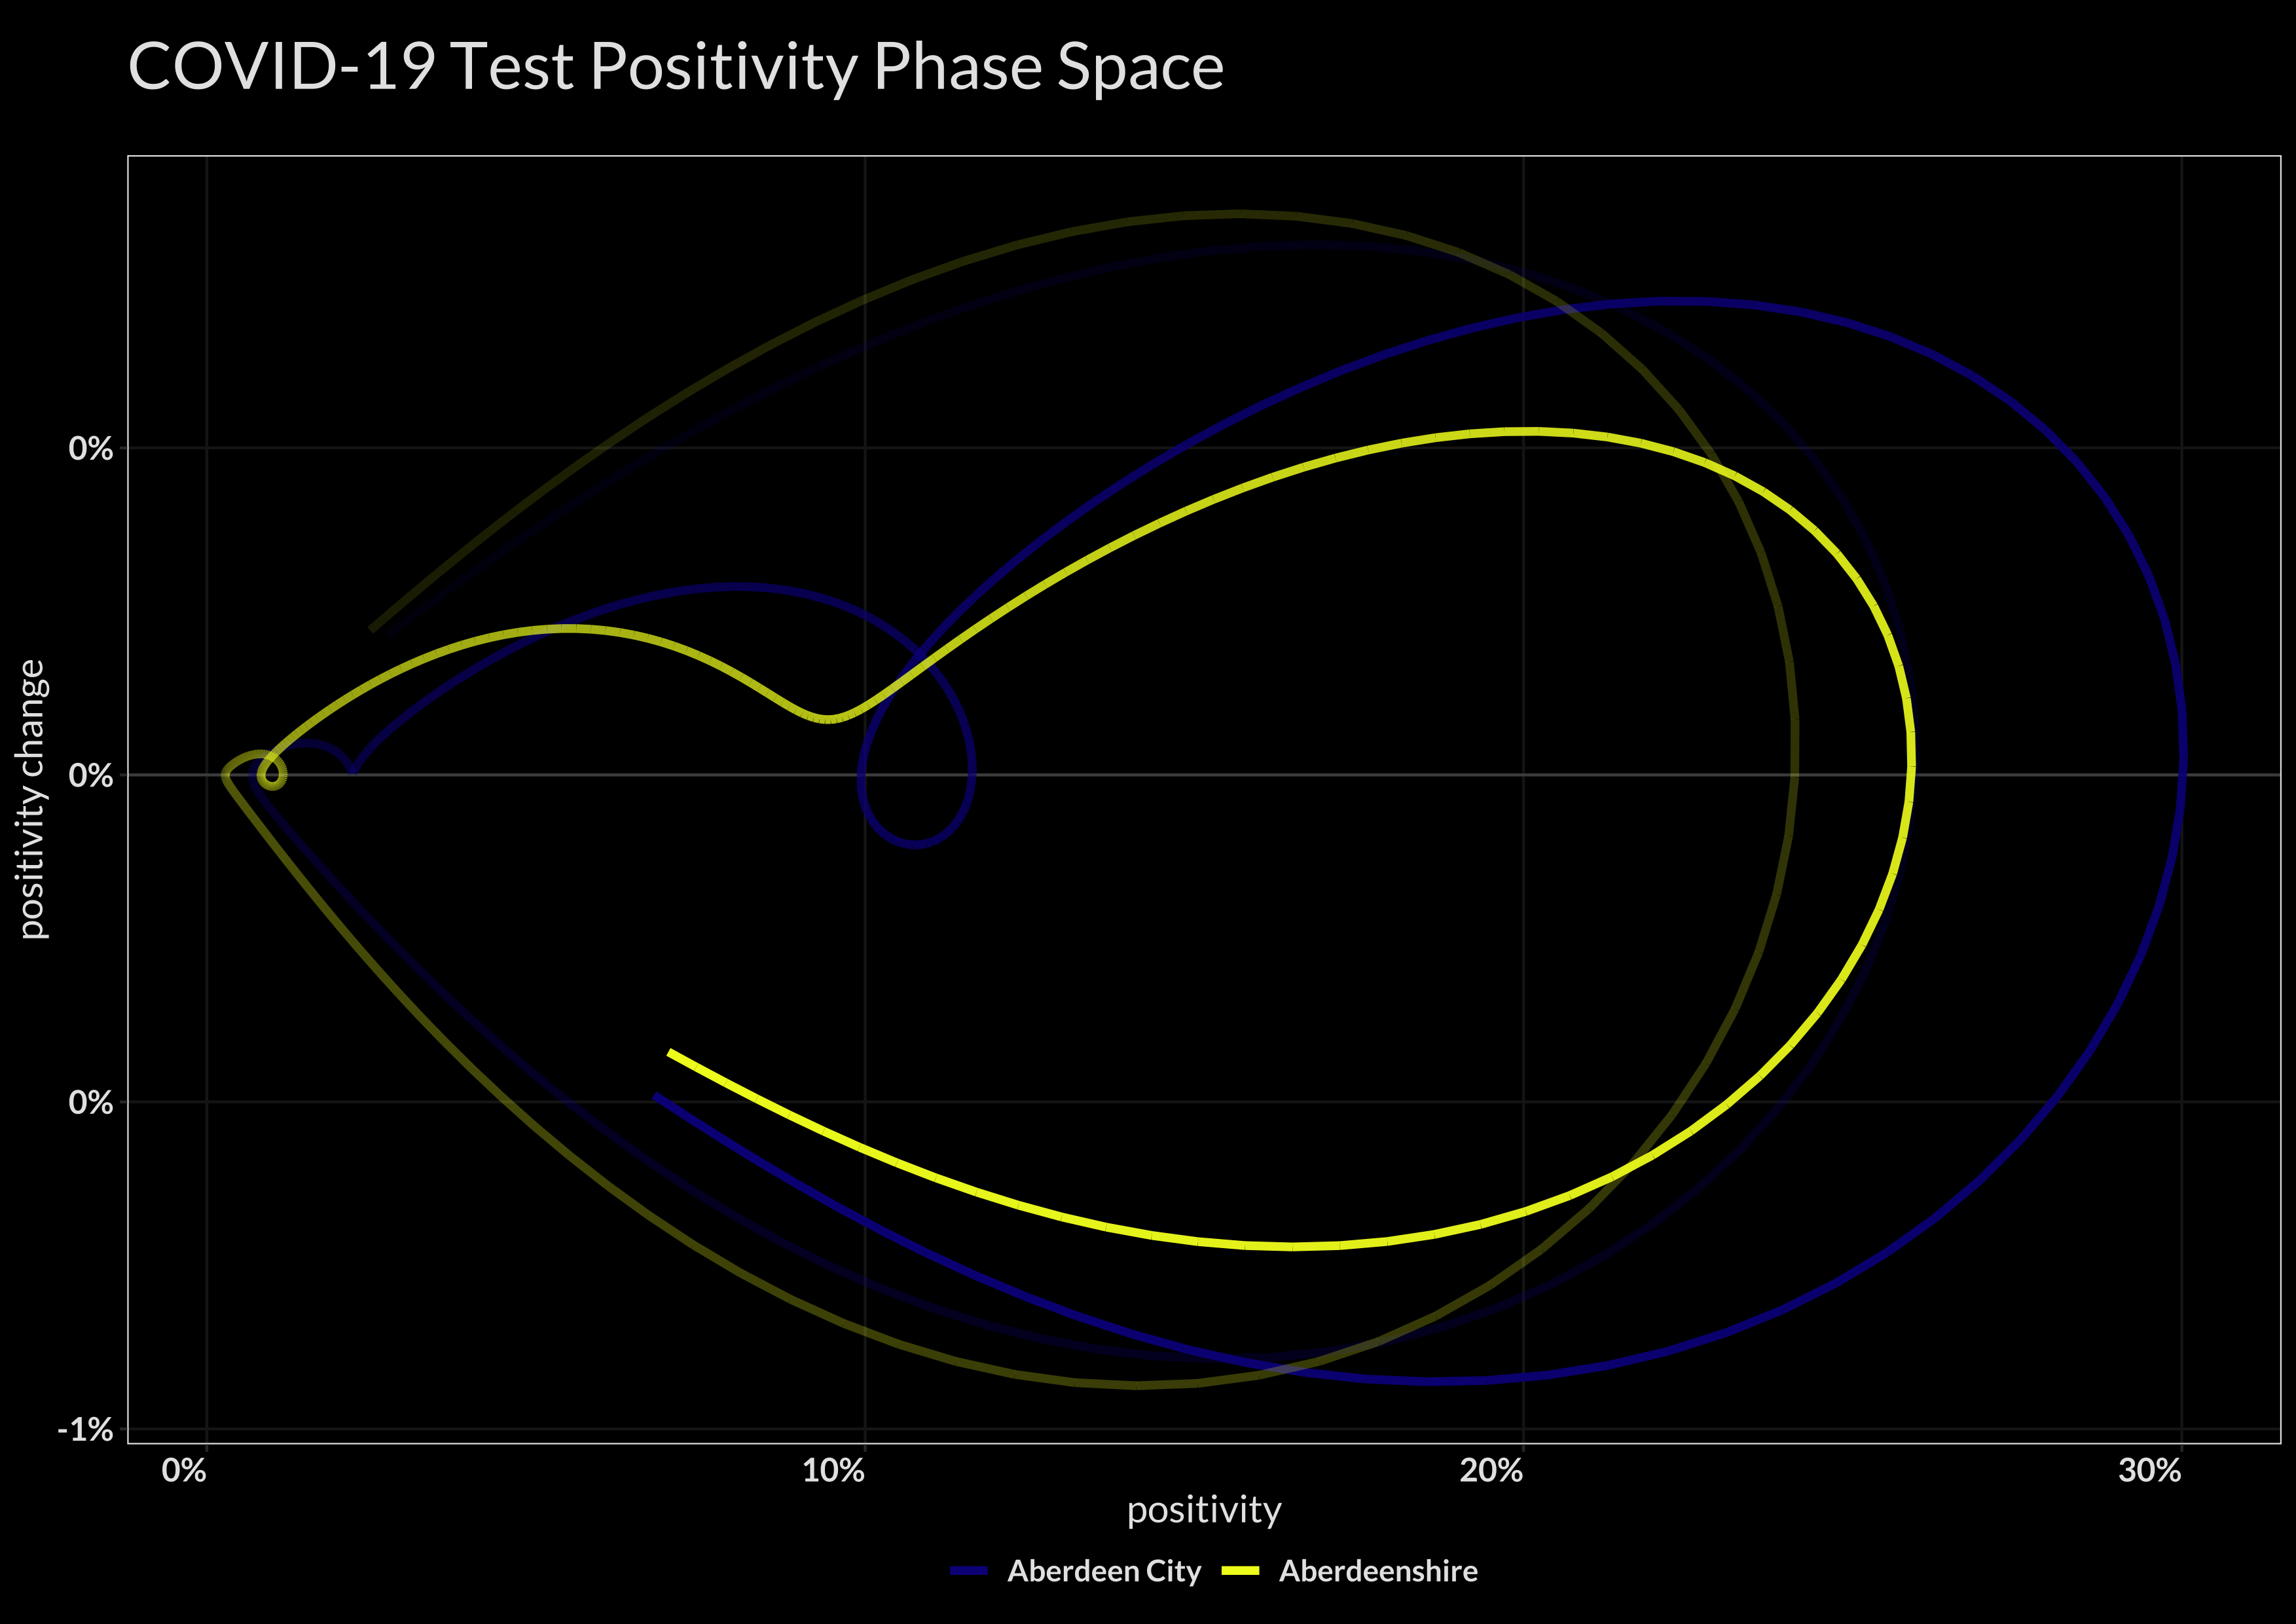 COVID-19 Test Positivity Phase Space
positivity change
0%
0%
0%
-1%
0% 10% 20% 30%
positivity
Aberdeen City Aberdeenshire